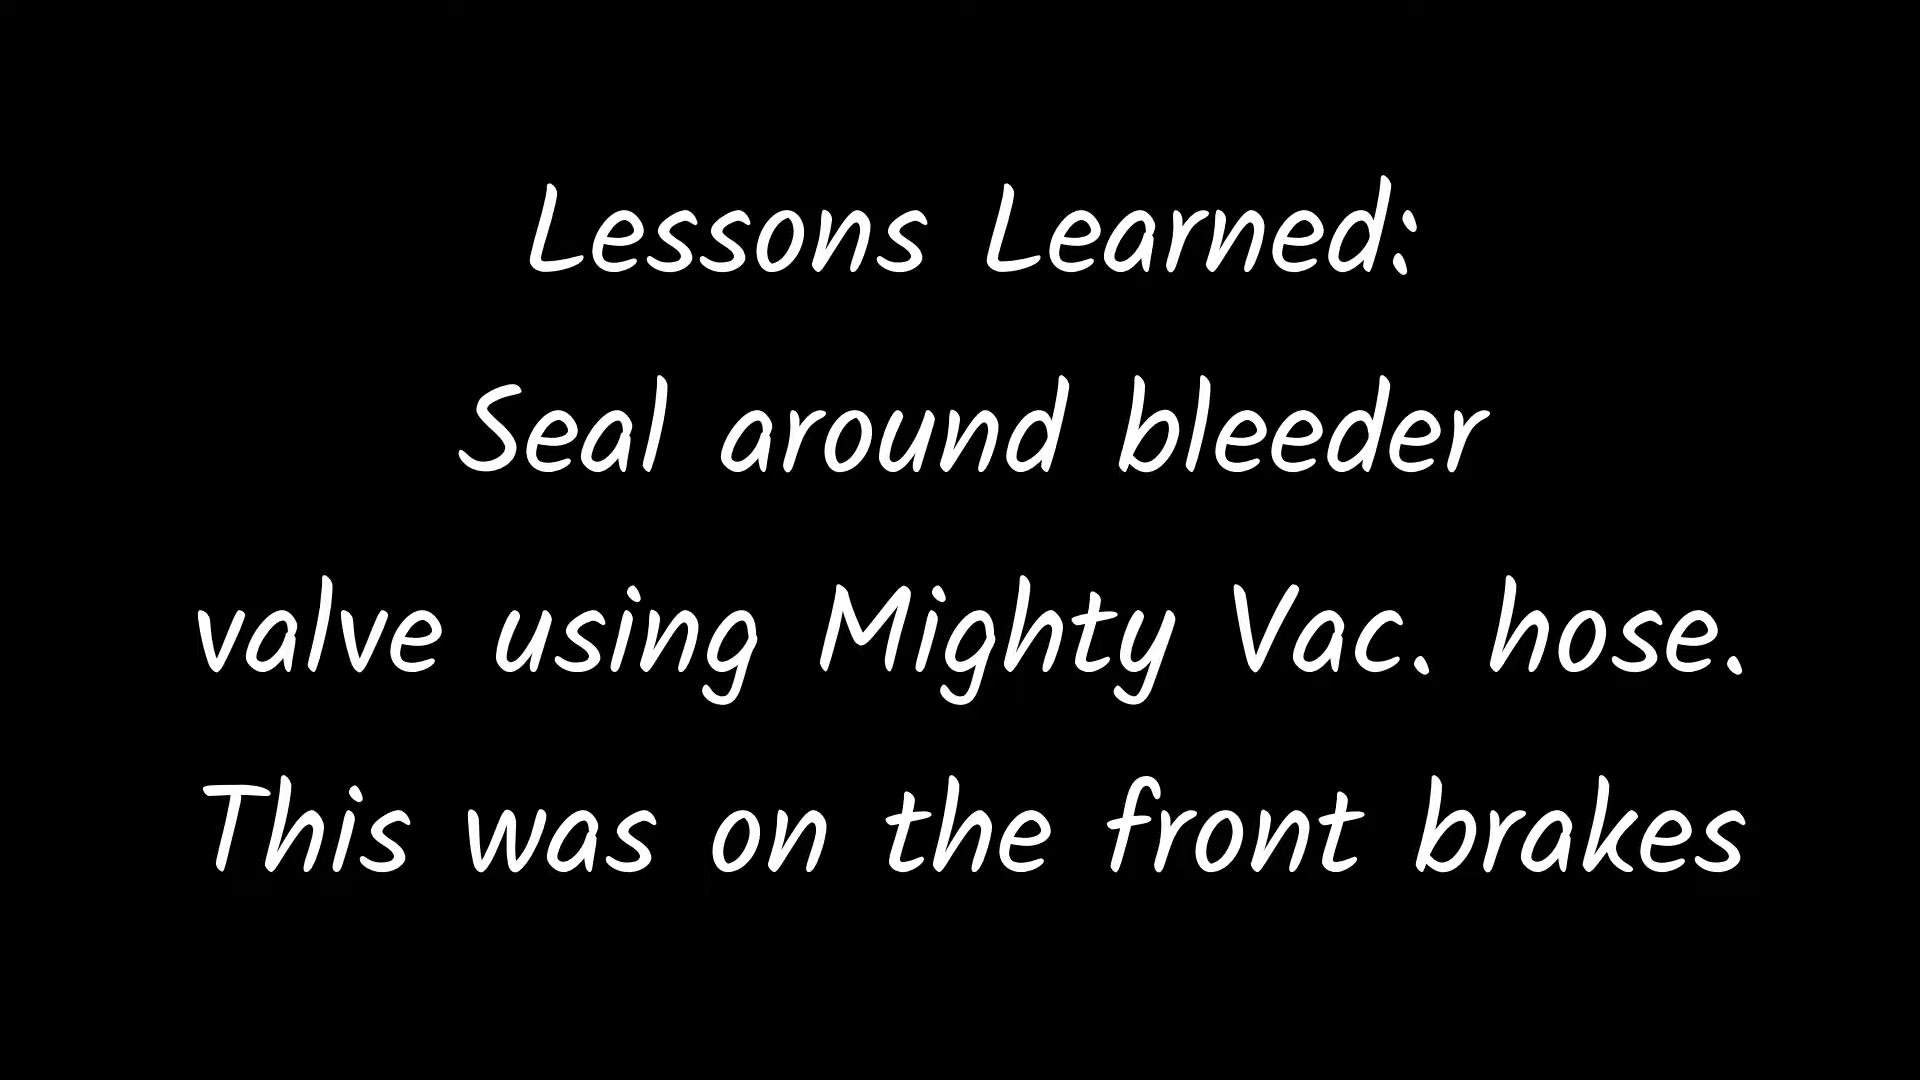 Lessons Learned:
Seal around bleeder
valve using Mighty Vac. hose.
This was on the front brakes